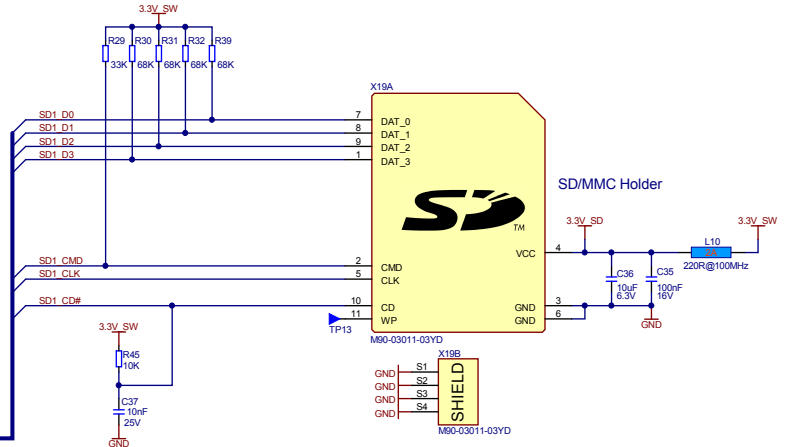 3.3V_SW
R29 R30 R31 R32 R39
33K 68K 68K 68K 68K
X19A
SD1_D0 7 DAT_0
SD1_D1 8 DAT_1
SD1_D2 9 DAT_2
SD1_D3 1 DAT_3
SD/MMC Holder
SD TM
3.3V_SD
3.3V_SW
L10
VCC 4
220R@100MHz
SD1_CMD 2 CMD
SD1_CLK 5 CLK
C36
10uF
6.3V
C35
100nF
16V
SD1_CD# 10 CD
GND 3
TP13 11 WP
GND 6
GND
M90-03011-03YD
3.3V_SW
R45
10K
C37
10nF
25V
GND
X19B
GND S1
GND S2
GND S3
GND S4
SHIELD
M90-03011-03YD